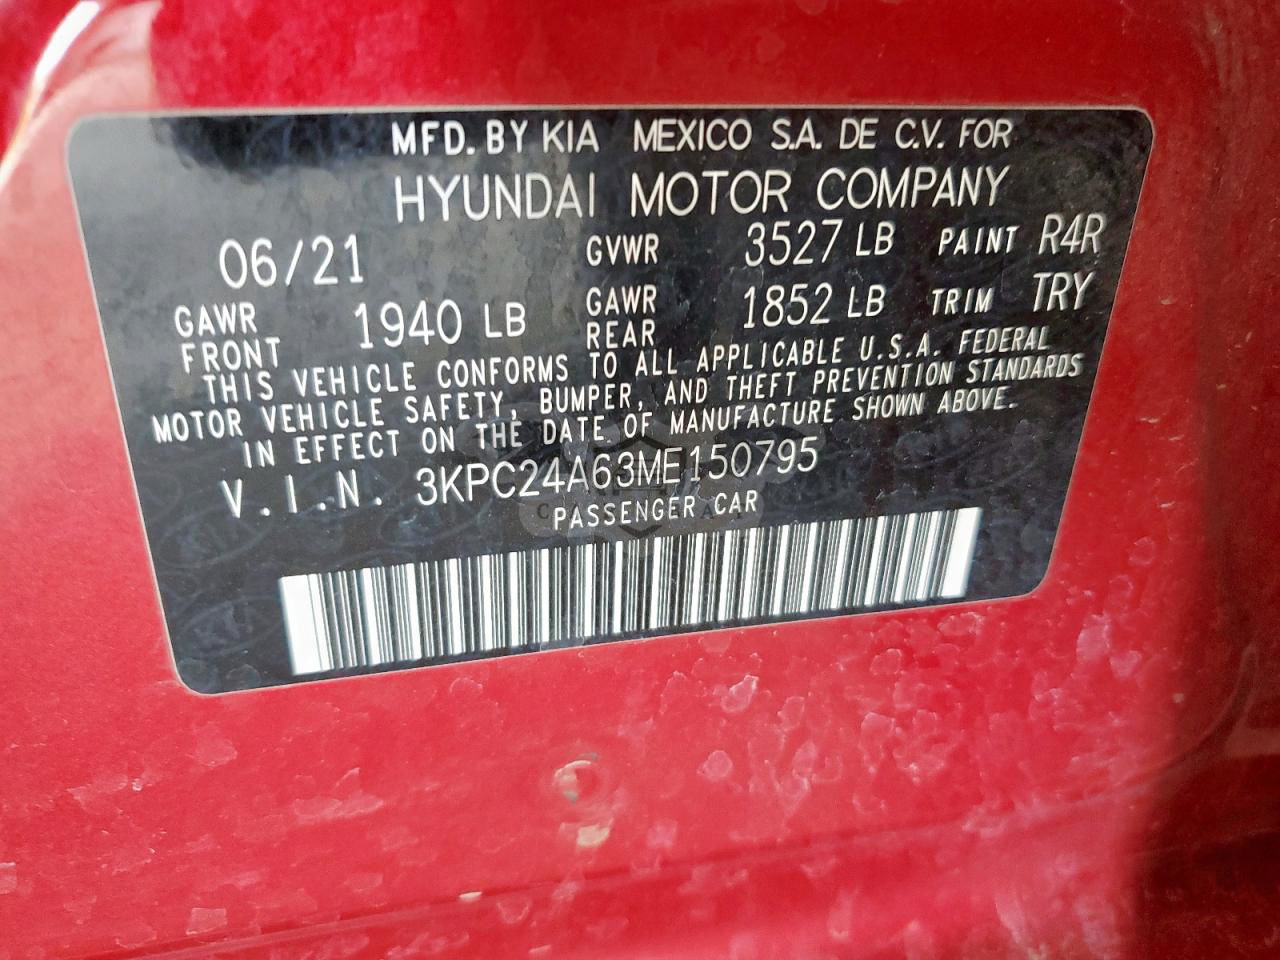 MFD. BY KIA MEXICO S.A. DE C.V. FOR
HYUNDAI MOTOR COMPANY
06/21 GVWR 3527 LB PAINT R4R
GAWR FRONT 1940 LB GAWR REAR 1852 LB TRIM TRY
THIS VEHICLE CONFORMS TO ALL APPLICABLE U.S.A. FEDERAL
MOTOR VEHICLE SAFETY, BUMPER, AND THEFT PREVENTION STANDARDS
IN EFFECT ON THE DATE OF MANUFACTURE SHOWN ABOVE.
V.I.N. 3KPC24A63ME150795
PASSENGER CAR